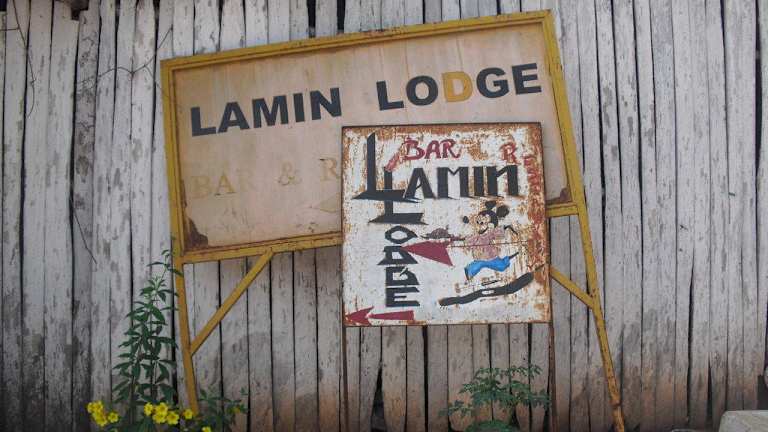 LAMIN LODGE
BAR & R
BAR R
LAMIN
LODGE